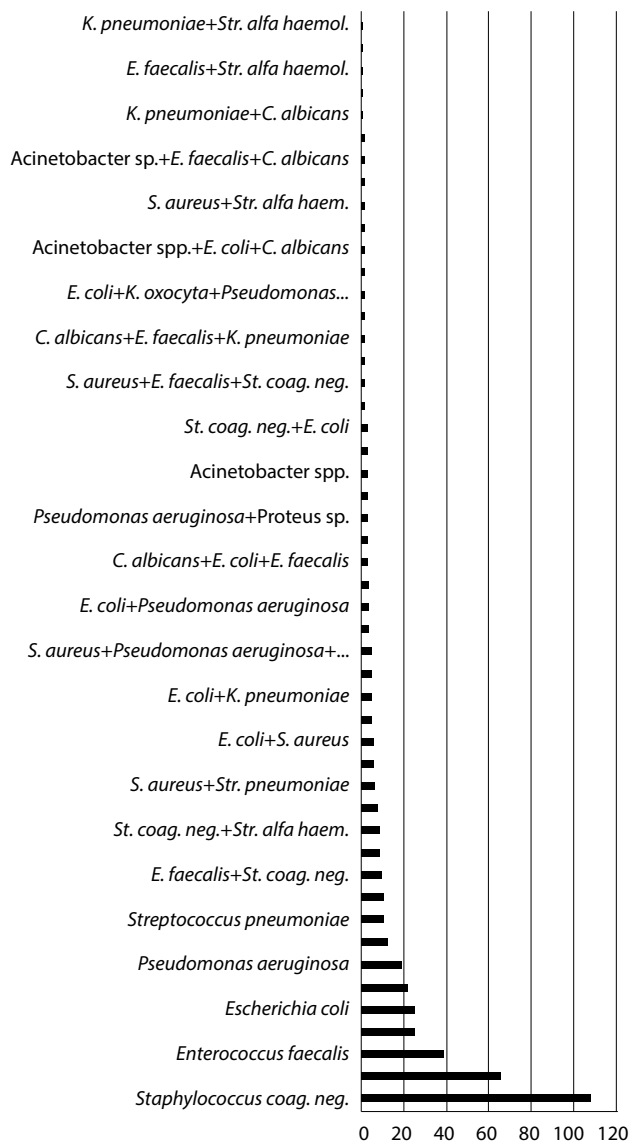 K. pneumoniae+Str. alfa haemol.
E. faecalis+Str. alfa haemol.
K. pneumoniae+C. albicans
Acinetobacter sp.+E. faecalis+C. albicans
S. aureus+Str. alfa haem.
Acinetobacter spp.+E. coli+C. albicans
E. coli+K. oxocyta+Pseudomonas...
C. albicans+E. faecalis+K. pneumoniae
S. aureus+E. faecalis+St. coag. neg.
St. coag. neg.+E. coli
Acinetobacter spp.
Pseudomonas aeruginosa+Proteus sp.
C. albicans+E. coli+E. faecalis
E. coli+Pseudomonas aeruginosa
S. aureus+Pseudomonas aeruginosa+...
E. coli+K. pneumoniae
E. coli+S. aureus
S. aureus+Str. pneumoniae
St. coag. neg.+Str. alfa haem.
E. faecalis+St. coag. neg.
Streptococcus pneumoniae
Pseudomonas aeruginosa
Escherichia coli
Enterococcus faecalis
Staphylococcus coag. neg.
0 20 40 60 80 100 120